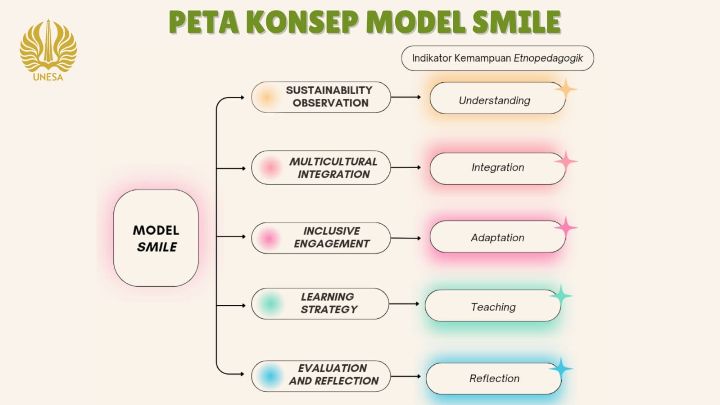 PETA KONSEP MODEL SMILE
UNESA
Indikator Kemampuan Etnopedagogik
SUSTAINABILITY
OBSERVATION
Understanding
MULTICULTURAL
INTEGRATION
Integration
MODEL
SMILE
INCLUSIVE
ENGAGEMENT
Adaptation
LEARNING
STRATEGY
Teaching
EVALUATION
AND REFLECTION
Reflection